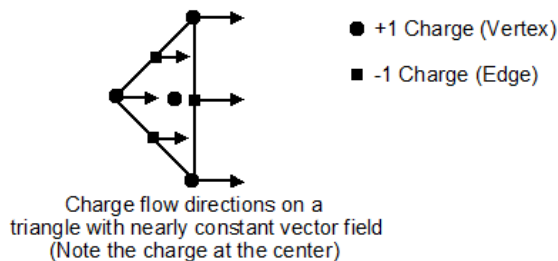 +1 Charge (Vertex)
-1 Charge (Edge)
Charge flow directions on a
triangle with nearly constant vector field
(Note the charge at the center)